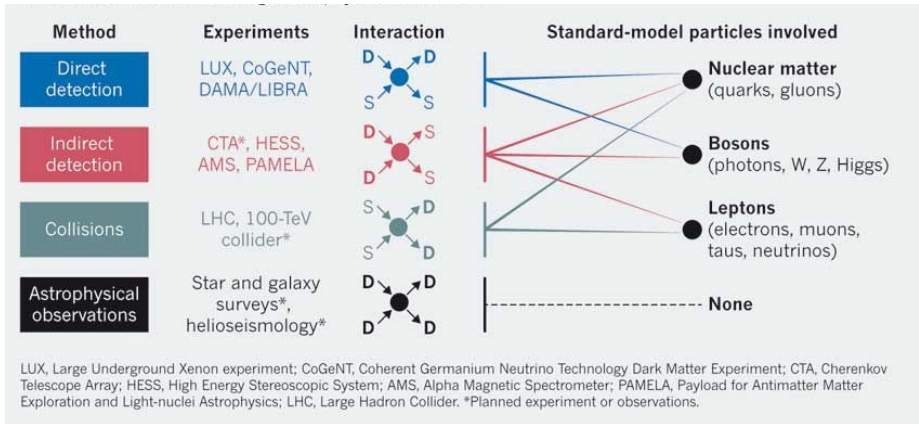 Method
Experiments
Interaction
Standard-model particles involved
Direct
detection
LUX, CoGeNT,
DAMA/LIBRA
D D
S S
Nuclear matter
(quarks, gluons)
Indirect
detection
CTA*, HESS,
AMS, PAMELA
D S
D S
Bosons
(photons, W, Z, Higgs)
Collisions
LHC, 100-TeV
collider*
S D
S D
Leptons
(electrons, muons,
taus, neutrinos)
Astrophysical
observations
Star and galaxy
surveys*,
helioseismology*
D D
D D
None
LUX, Large Underground Xenon experiment; CoGeNT, Coherent Germanium Neutrino Technology Dark Matter Experiment; CTA, Cherenkov
Telescope Array; HESS, High Energy Stereoscopic System; AMS, Alpha Magnetic Spectrometer; PAMELA, Payload for Antimatter Matter
Exploration and Light-nuclei Astrophysics; LHC, Large Hadron Collider. *Planned experiment or observations.